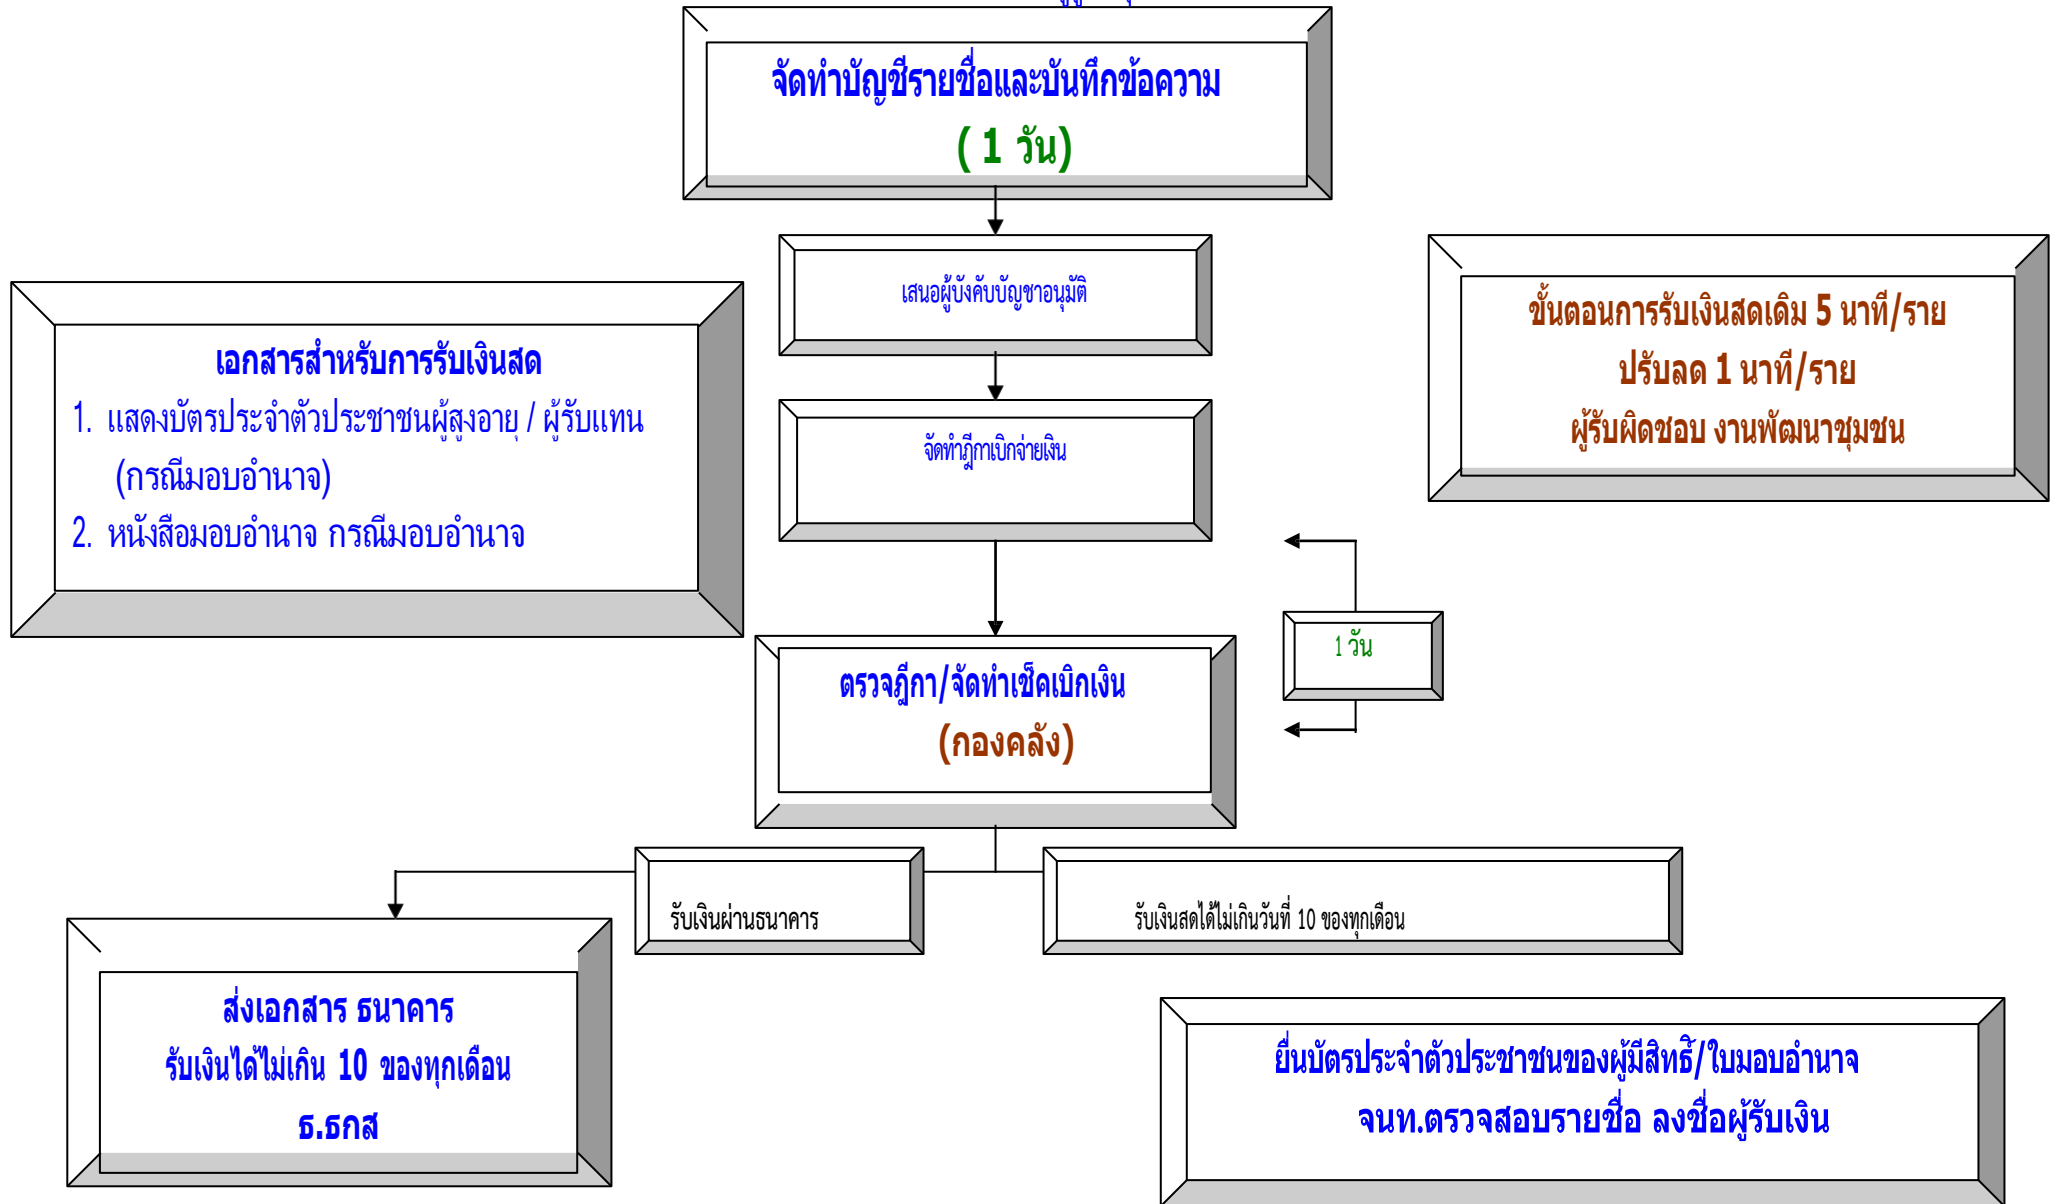 จัดทำบัญชีรายชื่อและบันทึกข้อความ
( 1 วัน)
เสนอผู้บังคับบัญชาอนุมัติ
ขั้นตอนการรับเงินสดเดิม 5 นาที/ราย
ปรับลด 1 นาที/ราย
ผู้รับผิดชอบ งานพัฒนาชุมชน
เอกสารสำหรับการรับเงินสด
1. แสดงบัตรประจำตัวประชาชนผู้สูงอายุ / ผู้รับแทน
(กรณีมอบอำนาจ)
2. หนังสือมอบอำนาจ กรณีมอบอำนาจ
จัดทำฎีกาเบิกจ่ายเงิน
1 วัน
ตรวจฎีกา/จัดทำเช็คเบิกเงิน
(กองคลัง)
รับเงินผ่านธนาคาร
รับเงินสดได้ไม่เกินวันที่ 10 ของทุกเดือน
ส่งเอกสาร ธนาคาร
รับเงินได้ไม่เกิน 10 ของทุกเดือน
ธ.ธกส
ยื่นบัตรประจำตัวประชาชนของผู้มีสิทธิ์/ใบมอบอำนาจ
จนท.ตรวจสอบรายชื่อ ลงชื่อผู้รับเงิน